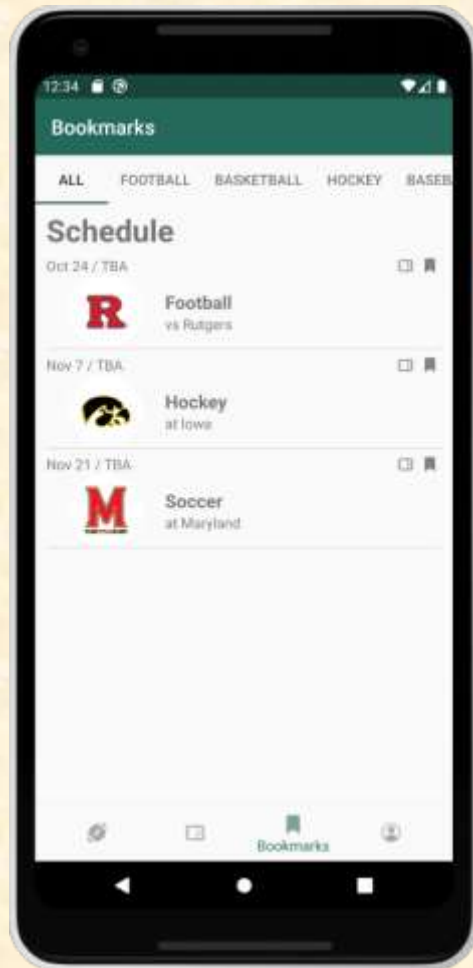 12:34
Bookmarks
ALL FOOTBALL BASKETBALL HOCKEY BASEB
Schedule
Oct 24 / TBA
R
Football
vs Rutgers
Nov 7 / TBA
Hockey
at Iowa
Nov 21 / TBA
M
Soccer
at Maryland
Bookmarks